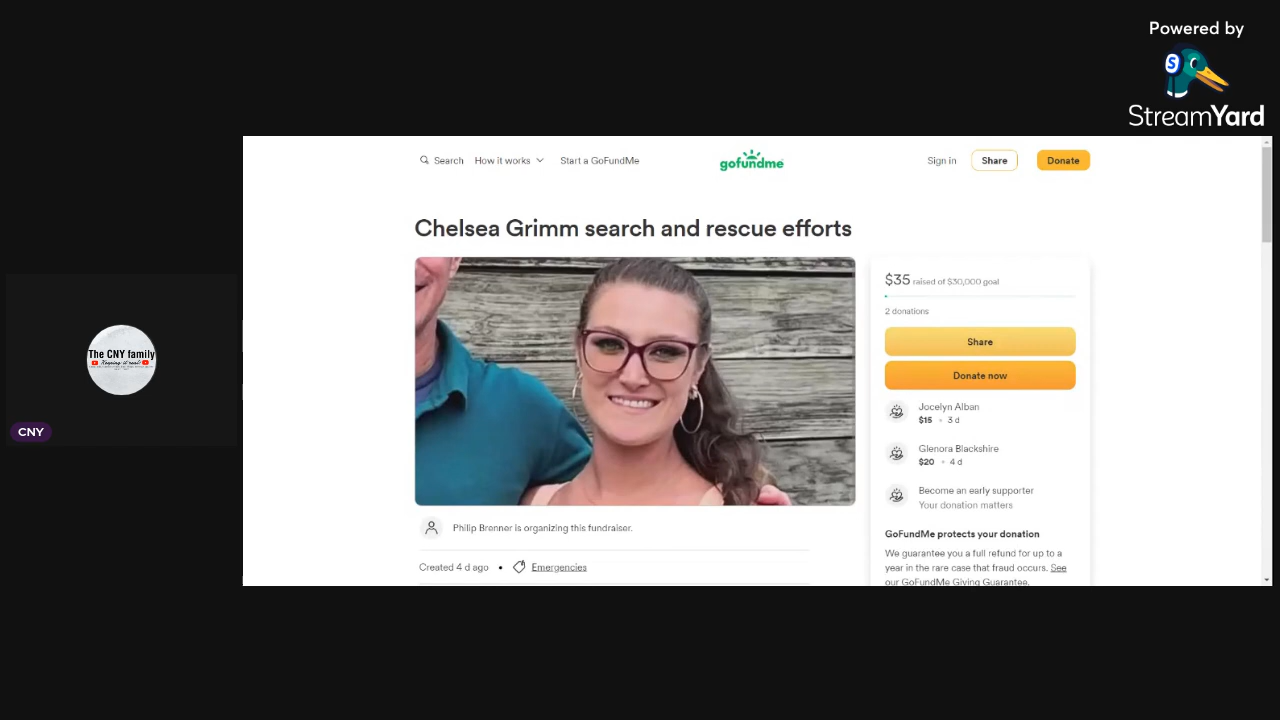 Powered by
StreamYard
Search How it works Start a GoFundMe gofundme Sign in Share Donate
Chelsea Grimm search and rescue efforts
$35 raised of $30,000 goal
2 donations
Share
Donate now
Jocelyn Alban
$15 • 3 d
Glenora Blackshire
$20 • 4 d
Become an early supporter
Your donation matters
GoFundMe protects your donation
We guarantee you a full refund for up to a
year in the rare case that fraud occurs. See
our GoFundMe Giving Guarantee.
Philip Brenner is organizing this fundraiser.
Created 4 d ago • Emergencies
The CNY family
Keeping it real!
CNY